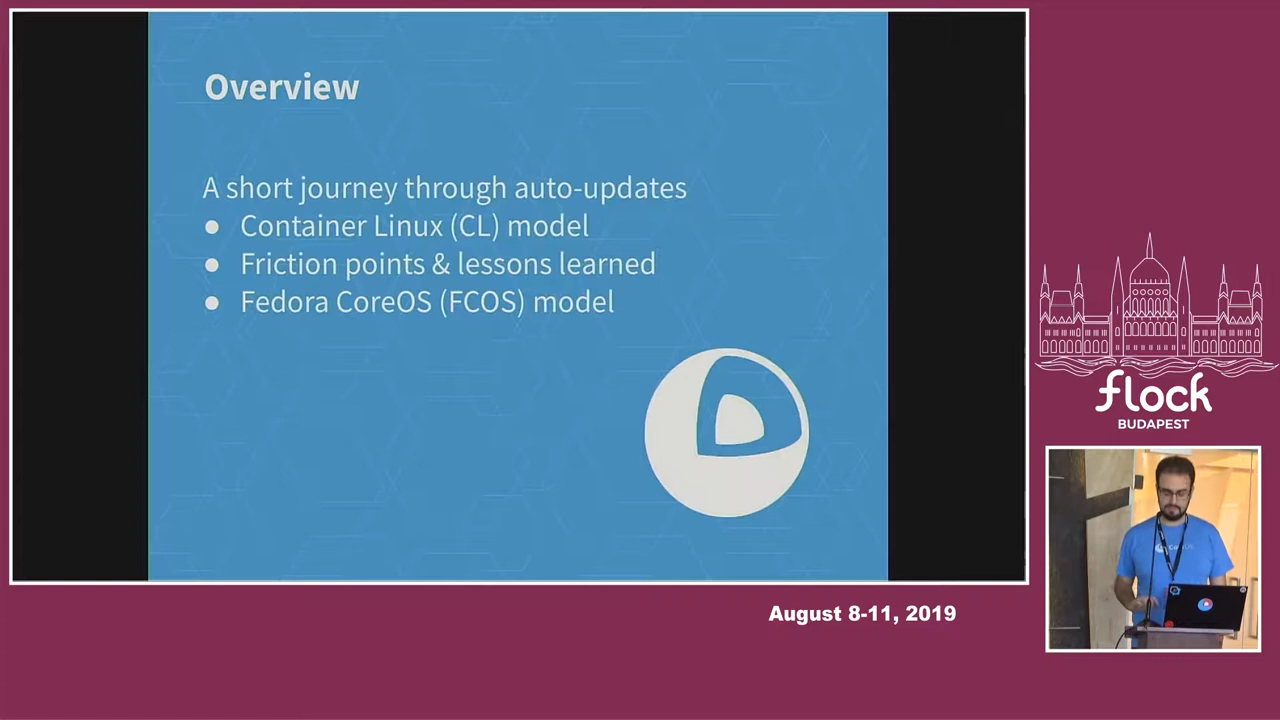 Overview
A short journey through auto-updates
● Container Linux (CL) model
● Friction points & lessons learned
● Fedora CoreOS (FCOS) model
flock
BUDAPEST
August 8-11, 2019